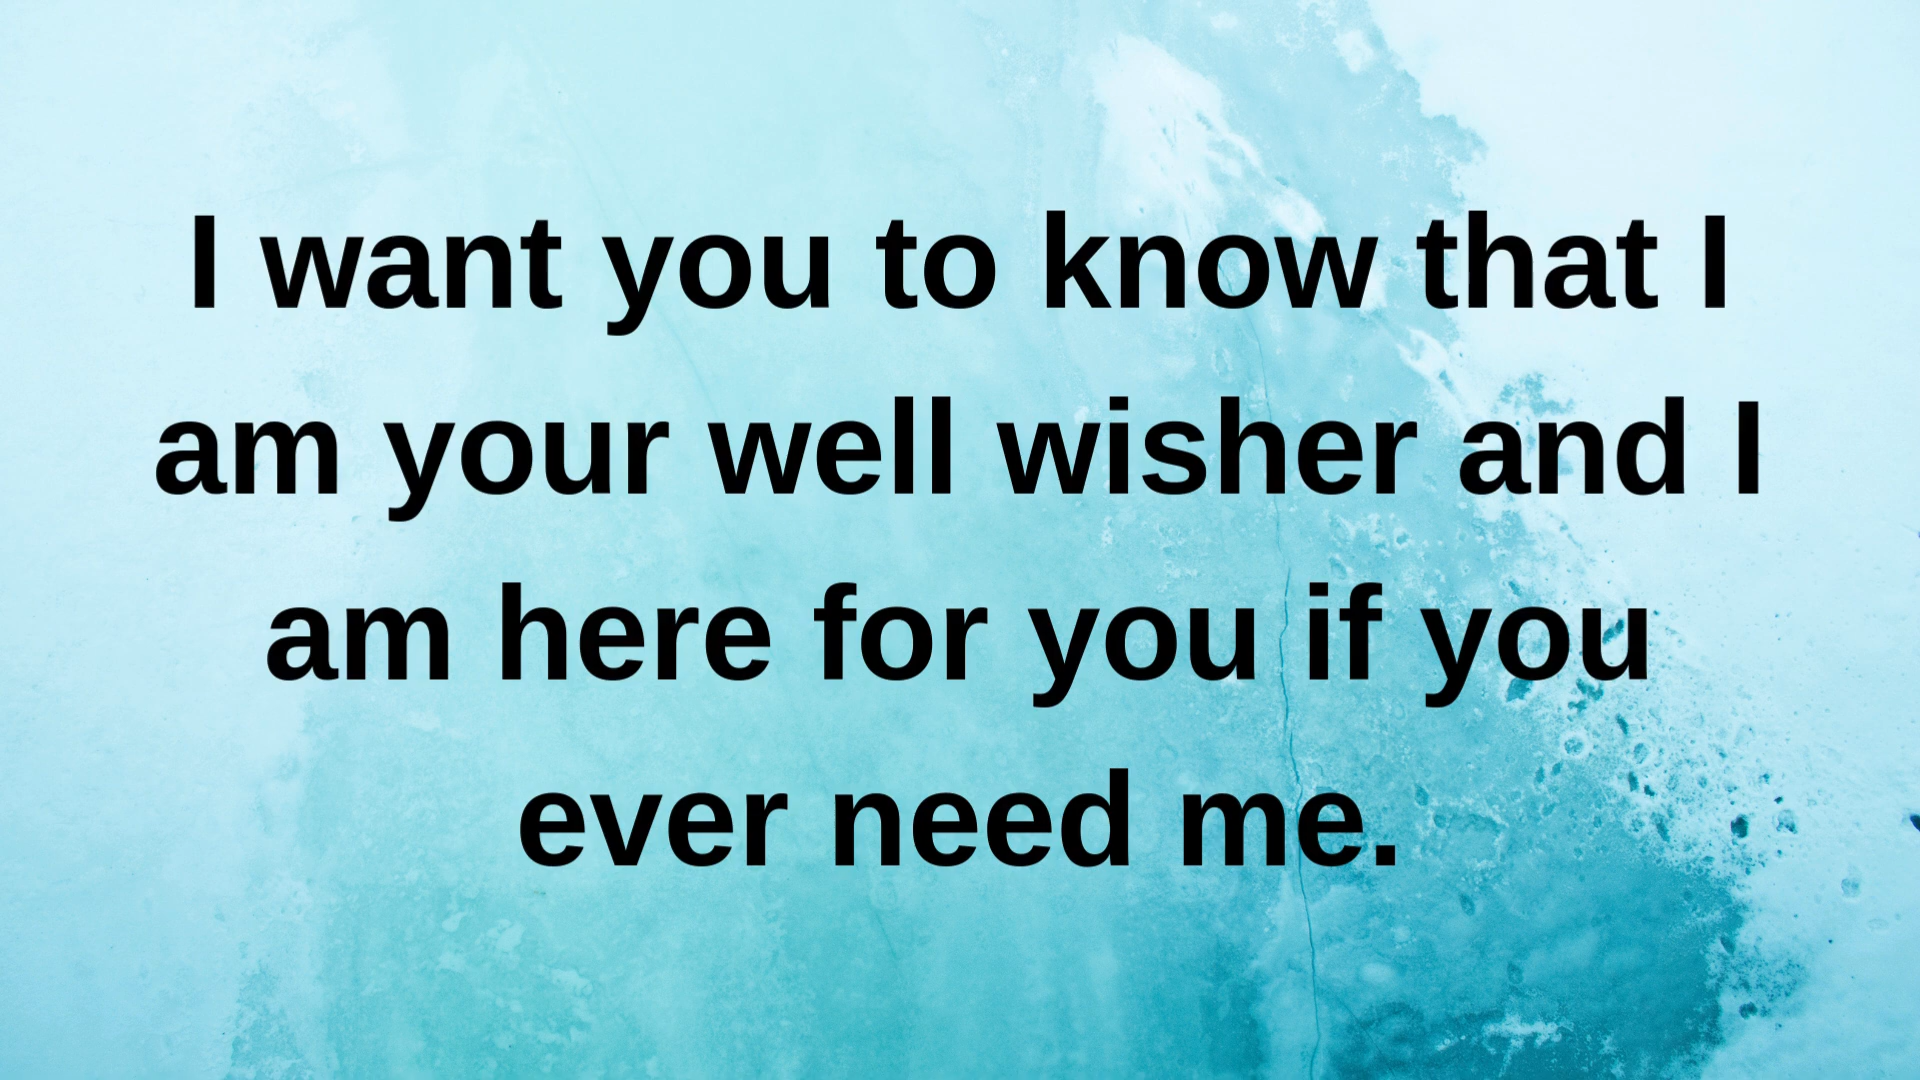 I want you to know that I
am your well wisher and I
am here for you if you
ever need me.